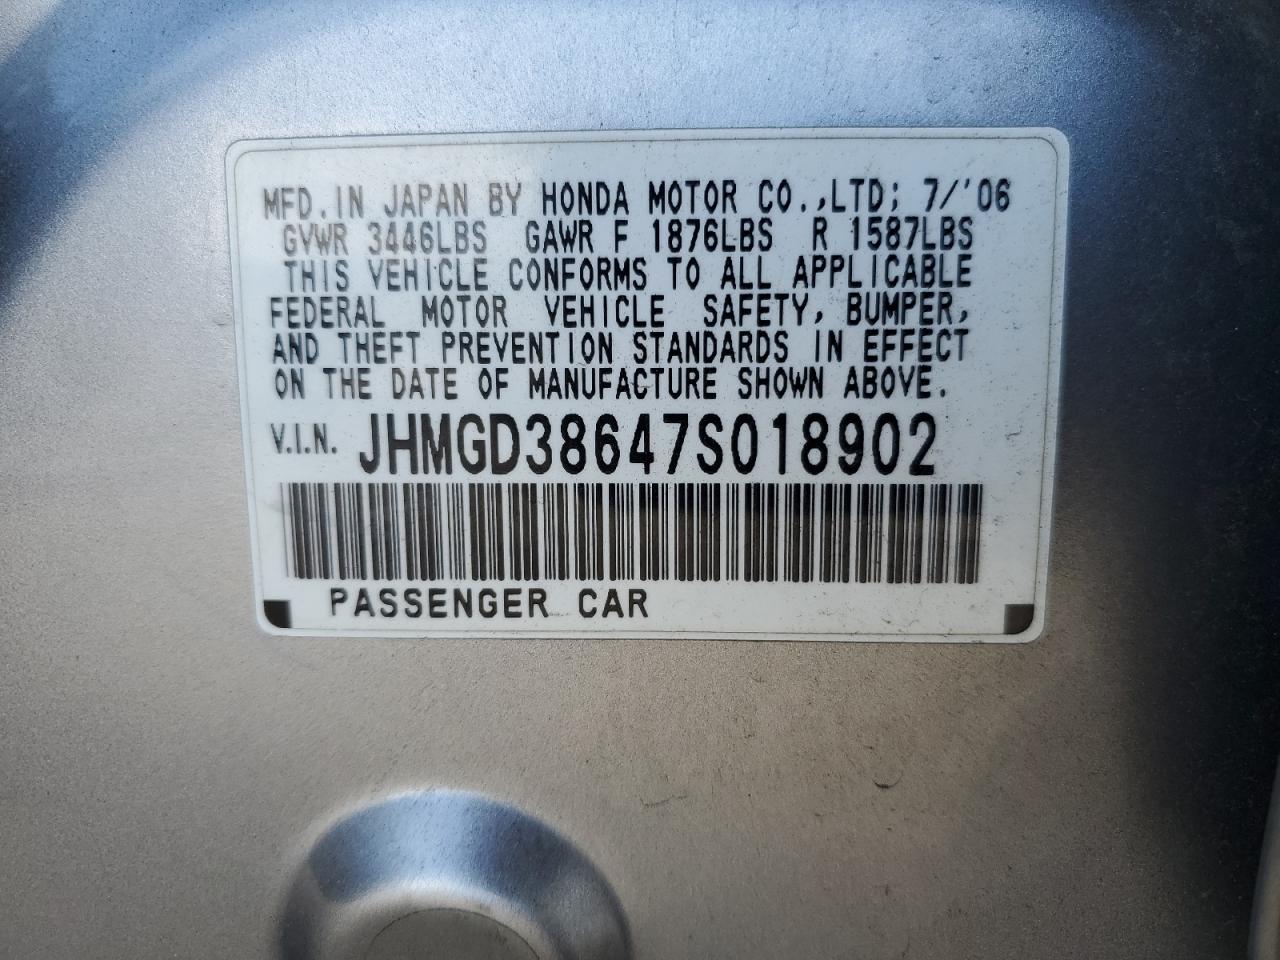 MFD. IN JAPAN BY HONDA MOTOR CO.,LTD; 7/'06
GVWR 3446LBS GAWR F 1876LBS R 1587LBS
THIS VEHICLE CONFORMS TO ALL APPLICABLE
FEDERAL MOTOR VEHICLE SAFETY, BUMPER,
AND THEFT PREVENTION STANDARDS IN EFFECT
ON THE DATE OF MANUFACTURE SHOWN ABOVE.
V.I.N. JHMGD38647S018902
PASSENGER CAR